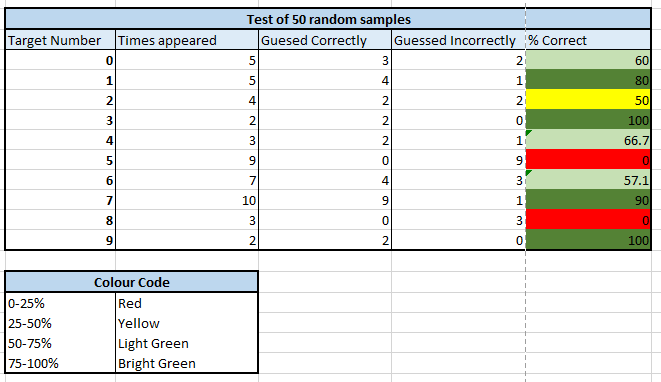 Test of 50 random samples
Target Number Times appeared Guesed Correctly Guessed Incorrectly % Correct
0 5 3 2 60
1 5 4 1 80
2 4 2 2 50
3 2 2 0 100
4 3 2 1 66.7
5 9 0 9 0
6 7 4 3 57.1
7 10 9 1 90
8 3 0 3 0
9 2 2 0 100
Colour Code
0-25% Red
25-50% Yellow
50-75% Light Green
75-100% Bright Green